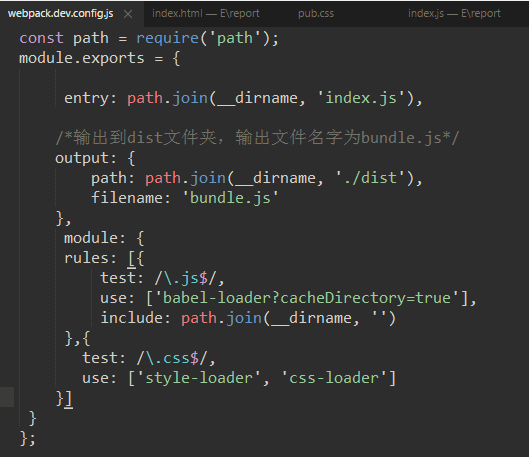 webpack.dev.config.js × index.html — E\report pub.css index.js — E\report
const path = require('path');
module.exports = {
entry: path.join(__dirname, 'index.js'),
/*输出到dist文件夹，输出文件名字为bundle.js*/
output: {
path: path.join(__dirname, './dist'),
filename: 'bundle.js'
},
module: {
rules: [{
test: /\.js$/,
use: ['babel-loader?cacheDirectory=true'],
include: path.join(__dirname, '')
},{
test: /\.css$/,
use: ['style-loader', 'css-loader']
}]
}
};